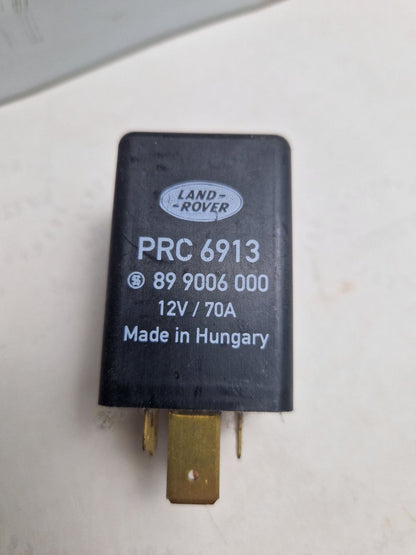 LAND-
-ROVER
PRC 6913
89 9006 000
12V / 70A
Made in Hungary